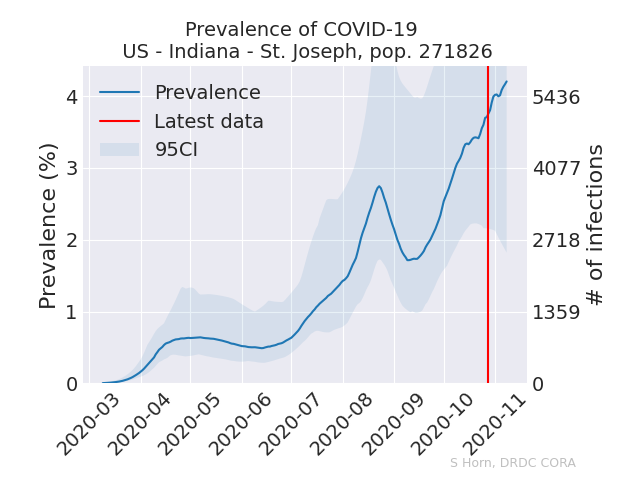 Prevalence of COVID-19
US - Indiana - St. Joseph, pop. 271826
Prevalence
Latest data
95CI
Prevalence (%)
4
3
2
1
0
5436
4077
2718
1359
0
# of infections
2020-03
2020-04
2020-05
2020-06
2020-07
2020-08
2020-09
2020-10
2020-11
S Horn, DRDC CORA